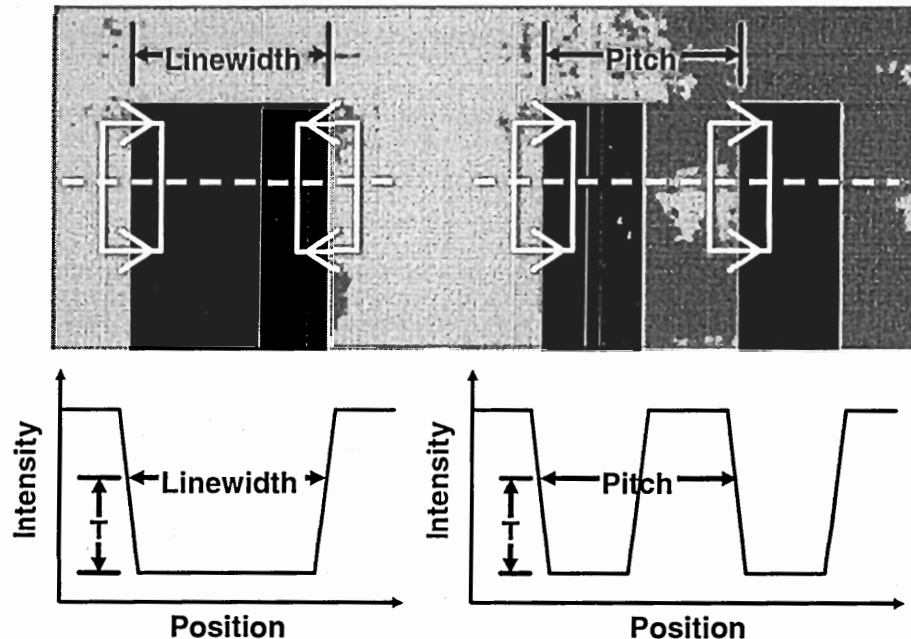 Linewidth
Pitch
Intensity
Linewidth
T
Position
Intensity
Pitch
T
Position